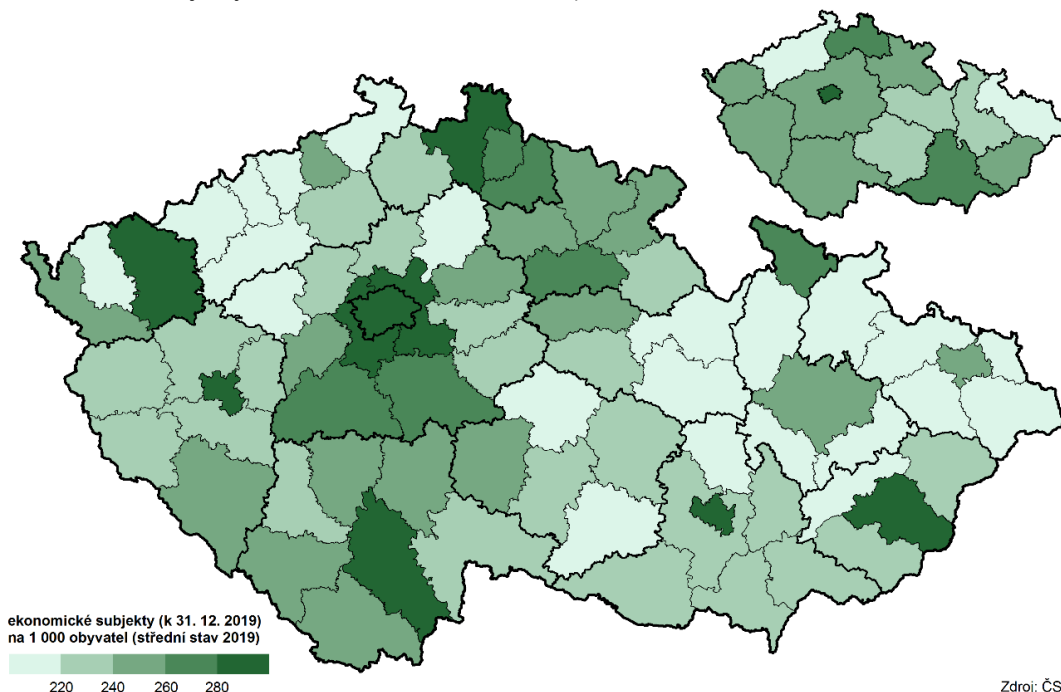 ekonomické subjekty (k 31. 12. 2019)
na 1 000 obyvatel (střední stav 2019)
220 240 260 280
Zdroj: ČS